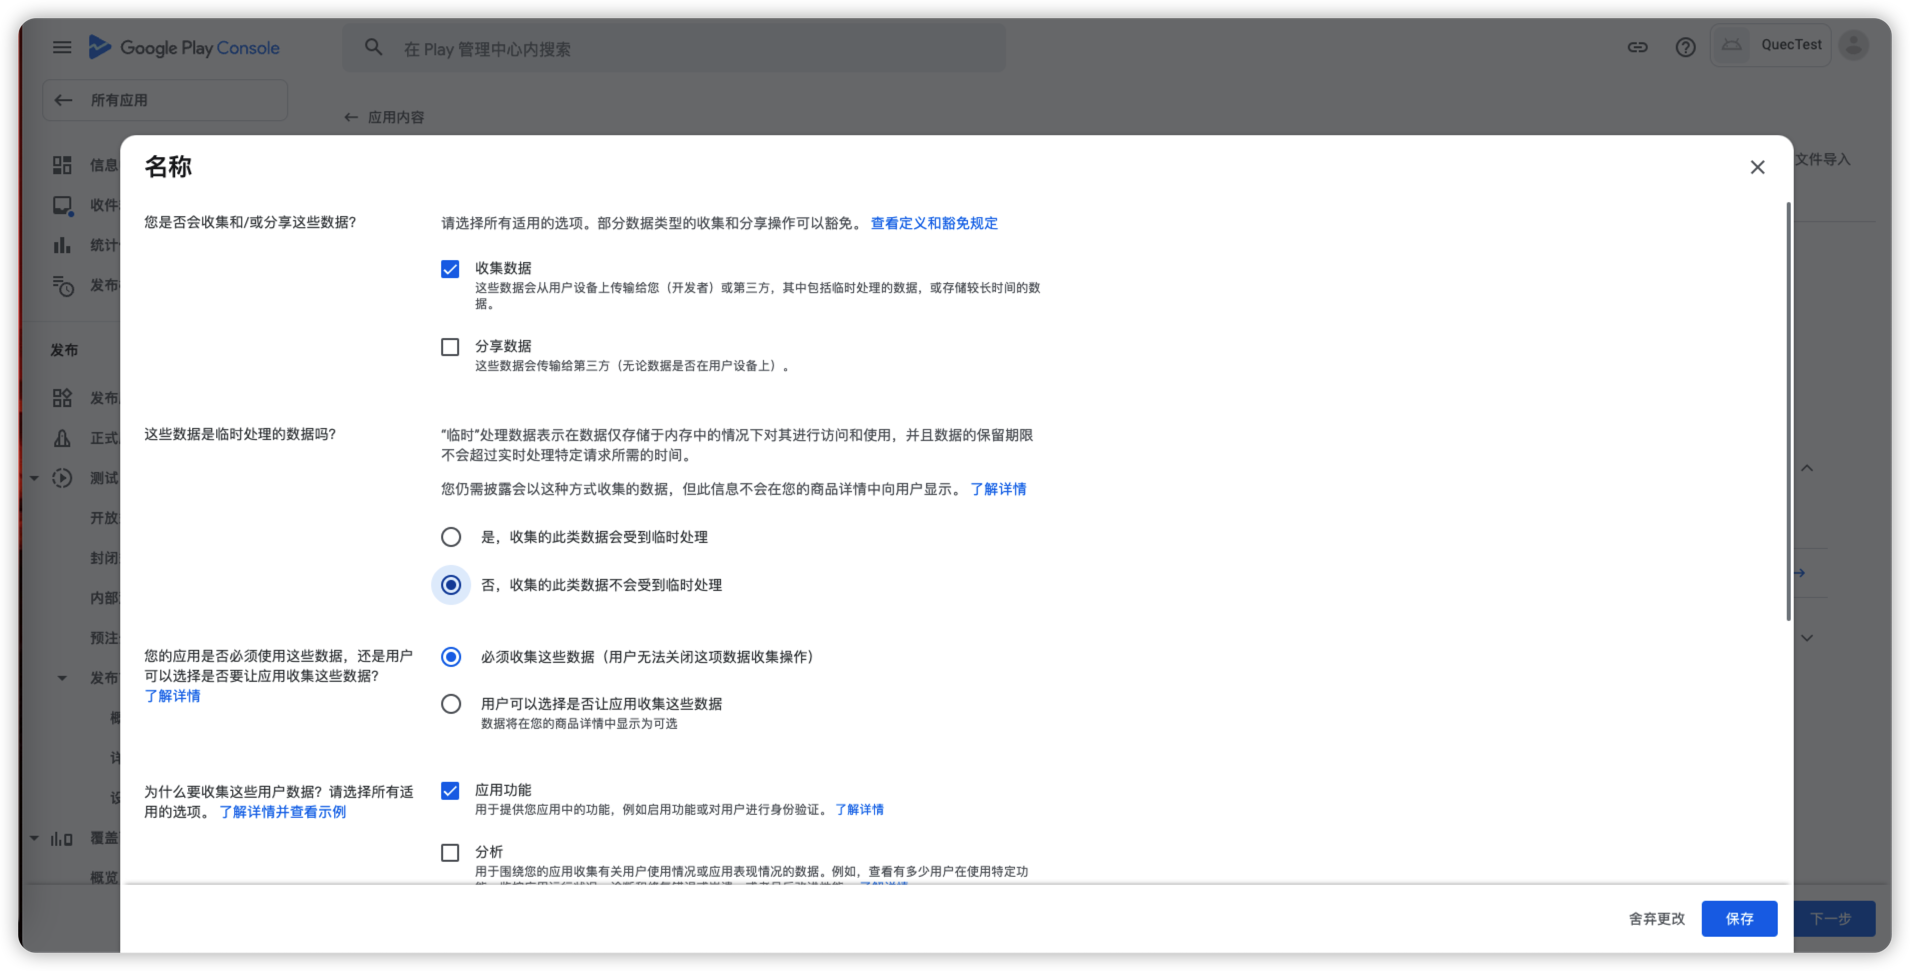 Google Play Console
在 Play 管理中心内搜索
QuecTest
所有应用
应用内容
文件导入
信息
收件
统计
发布
发布
发布
正式
测试
开放
封闭
内部
预注
发布
覆盖
概览
名称
您是否会收集和/或分享这些数据?
请选择所有适用的选项。部分数据类型的收集和分享操作可以豁免。 查看定义和豁免规定
收集数据
这些数据会从用户设备上传输给您（开发者）或第三方，其中包括临时处理的数据，或存储较长时间的数
据。
分享数据
这些数据会传输给第三方（无论数据是否在用户设备上）。
这些数据是临时处理的数据吗?
“临时”处理数据表示在数据仅存储于内存中的情况下对其进行访问和使用，并且数据的保留期限
不会超过实时处理特定请求所需的时间。
您仍需披露会以这种方式收集的数据，但此信息不会在您的商品详情中向用户显示。 了解详情
是，收集的此类数据会受到临时处理
否，收集的此类数据不会受到临时处理
您的应用是否必须使用这些数据，还是用户
可以选择是否要让应用收集这些数据?
了解详情
必须收集这些数据（用户无法关闭这项数据收集操作）
用户可以选择是否让应用收集这些数据
数据将在您的商品详情中显示为可选
为什么要收集这些用户数据？请选择所有适
用的选项。 了解详情并查看示例
应用功能
用于提供您应用中的功能，例如启用功能或对用户进行身份验证。 了解详情
分析
用于围绕您的应用收集有关用户使用情况或应用表现情况的数据。例如，查看有多少用户在使用特定功
舍弃更改
保存
下一步